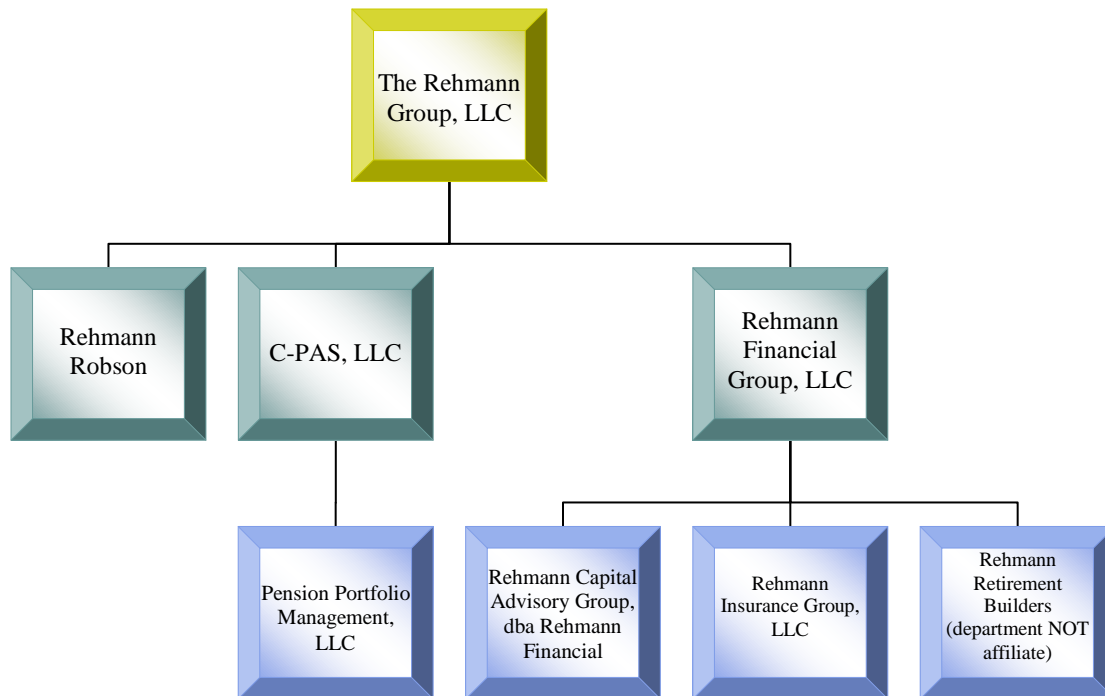 The Rehmann
Group, LLC
Rehmann
Robson
C-PAS, LLC
Rehmann
Financial
Group, LLC
Pension Portfolio
Management,
LLC
Rehmann Capital
Advisory Group,
dba Rehmann
Financial
Rehmann
Insurance Group,
LLC
Rehmann
Retirement
Builders
(department NOT
affiliate)